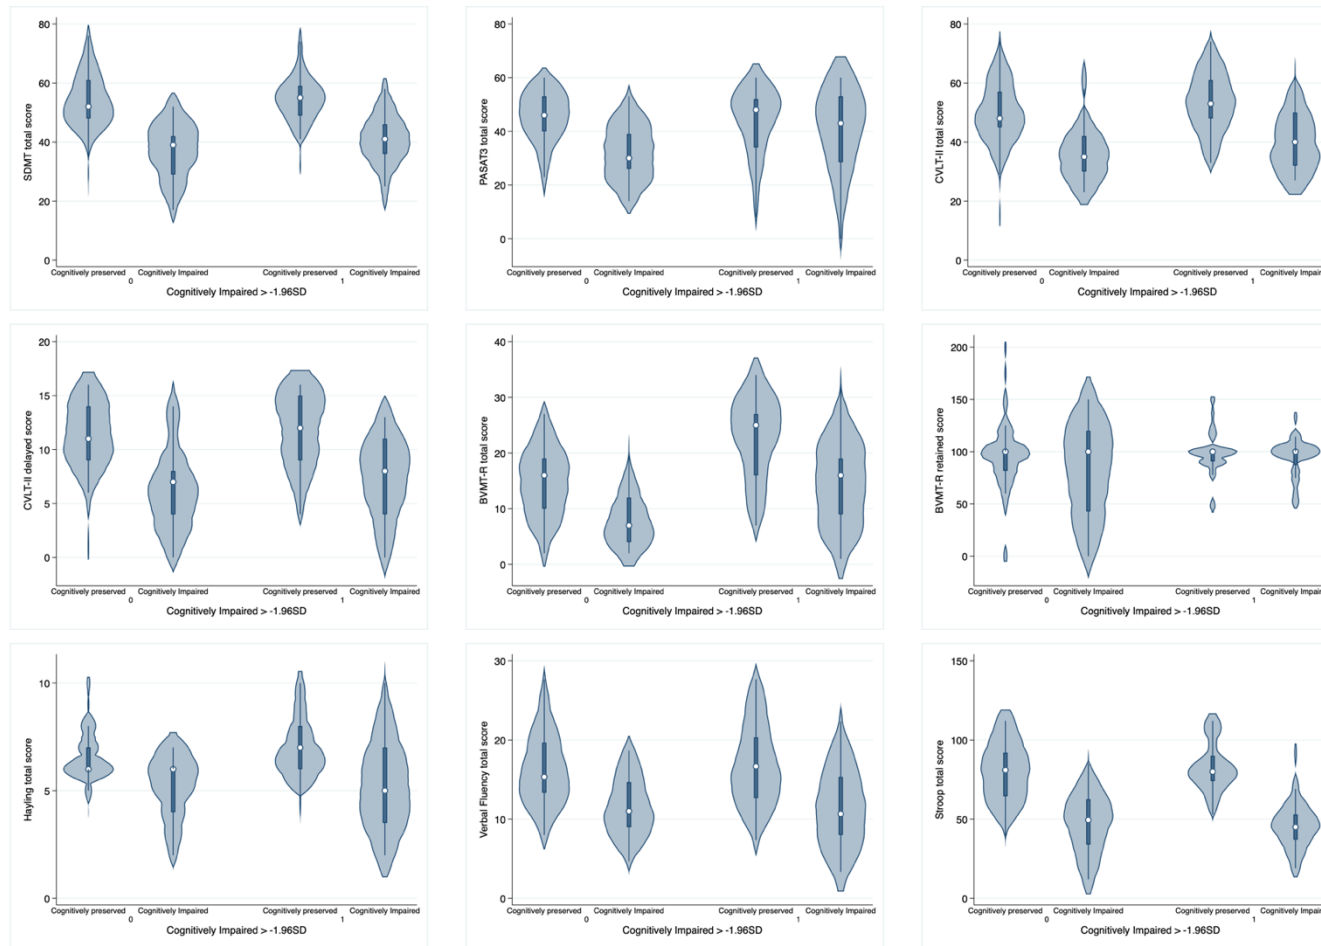 80
60
40
20
0
SDMT total score
Cognitively preserved Cognitively Impaired Cognitively preserved Cognitively Impaired
0 1
Cognitively Impaired > -1.96SD
80
60
40
20
0
PASAT3 total score
Cognitively preserved Cognitively Impaired Cognitively preserved Cognitively Impaired
0 1
Cognitively Impaired > -1.96SD
80
60
40
20
0
CVLT-II total score
Cognitively preserved Cognitively Impaired Cognitively preserved Cognitively Impair
0 1
Cognitively Impaired > -1.96SD
20
15
10
5
0
CVLT-II delayed score
Cognitively preserved Cognitively Impaired Cognitively preserved Cognitively Impaired
0 1
Cognitively Impaired > -1.96SD
40
30
20
10
0
BVMT-R total score
Cognitively preserved Cognitively Impaired Cognitively preserved Cognitively Impaired
0 1
Cognitively Impaired > -1.96SD
200
150
100
50
0
BVMT-R retained score
Cognitively preserved Cognitively Impaired Cognitively preserved Cognitively Impair
0 1
Cognitively Impaired > -1.96SD
10
5
0
Hayling total score
Cognitively preserved Cognitively Impaired Cognitively preserved Cognitively Impaired
0 1
Cognitively Impaired > -1.96SD
30
20
10
0
Verbal Fluency total score
Cognitively preserved Cognitively Impaired Cognitively preserved Cognitively Impaired
0 1
Cognitively Impaired > -1.96SD
150
100
50
0
Stroop total score
Cognitively preserved Cognitively Impaired Cognitively preserved Cognitively Impair
0 1
Cognitively Impaired > -1.96SD